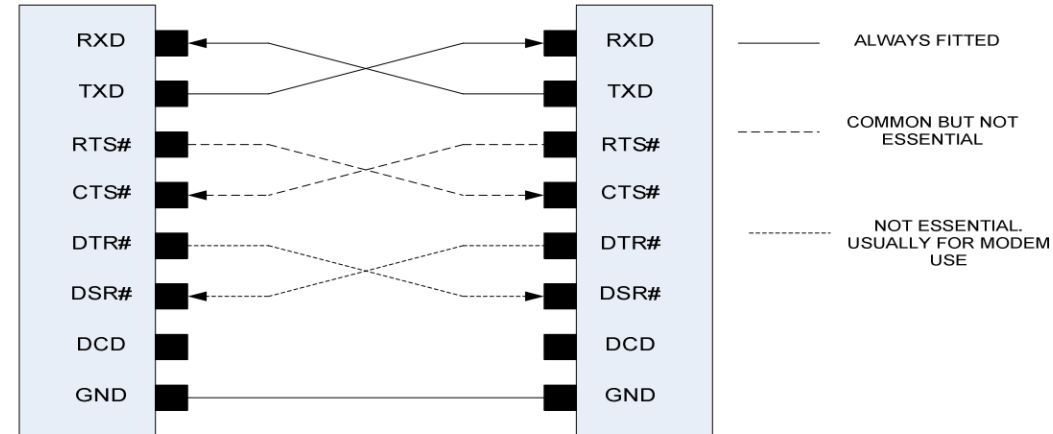 RXD
TXD
RTS#
CTS#
DTR#
DSR#
DCD
GND
RXD
TXD
RTS#
CTS#
DTR#
DSR#
DCD
GND
ALWAYS FITTED
COMMON BUT NOT
ESSENTIAL
NOT ESSENTIAL.
USUALLY FOR MODEM
USE